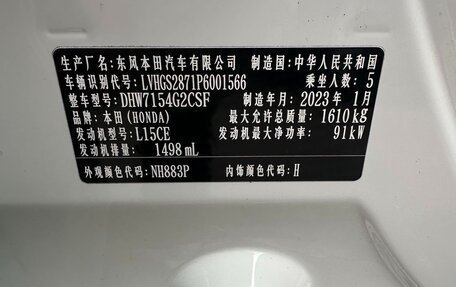 生产厂名:东风本田汽车有限公司 制造国:中华人民共和国
车辆识别代号:LVHGS2871P6001566 乘坐人数: 5
整车型号:DHW7154G2CSF 制造年月:2023年 1月
品牌:本田(HONDA) 最大允许总质量:1610kg
发动机型号:L15CE 发动机最大净功率: 91kW
发动机排量: 1498 mL
外观颜色代码: NH883P 内饰颜色代码: H